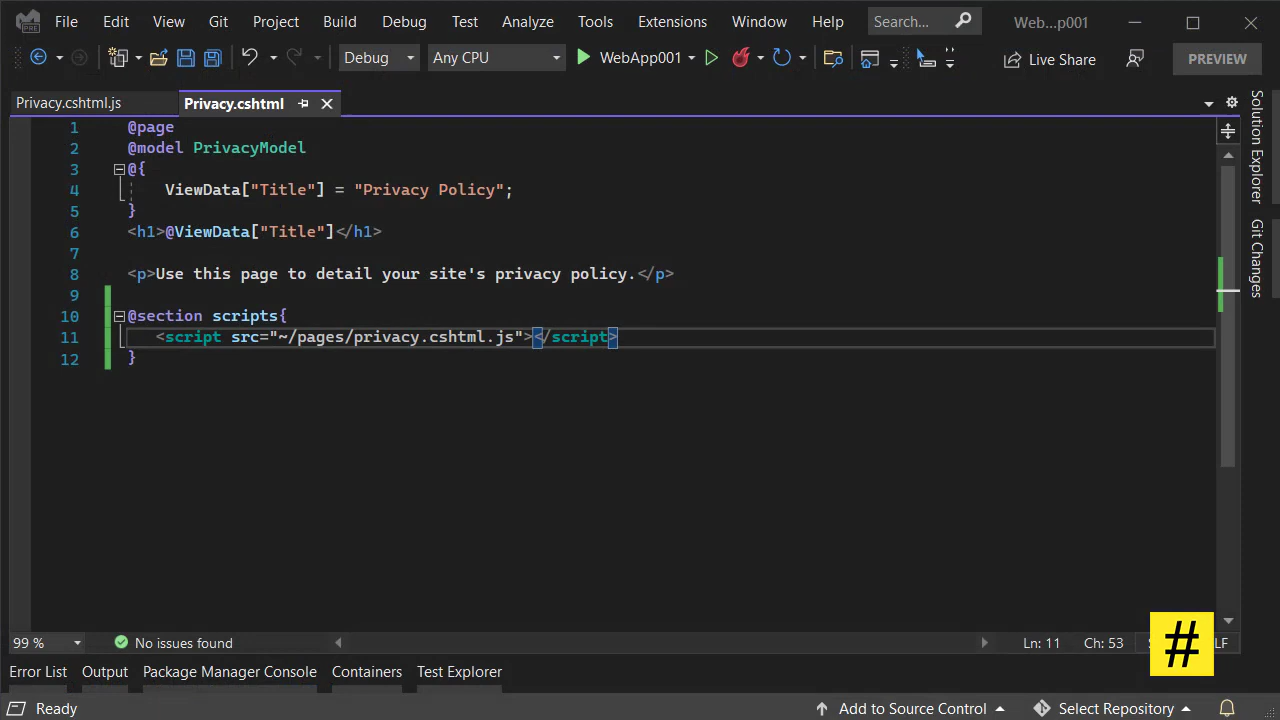 File Edit View Git Project Build Debug Test Analyze Tools Extensions Window Help Search... Web...p001
PRE
Debug Any CPU WebApp001 Live Share PREVIEW
Privacy.cshtml.js Privacy.cshtml
1 @page
2 @model PrivacyModel
3 @{
4 ViewData["Title"] = "Privacy Policy";
5 }
6 <h1>@ViewData["Title"]</h1>
7
8 <p>Use this page to detail your site's privacy policy.</p>
9
10 @section scripts{
11 <script src="~/pages/privacy.cshtml.js"></script>
12 }
Solution Explorer
Git Changes
99 % No issues found Ln: 11 Ch: 53 LF
#
Error List Output Package Manager Console Containers Test Explorer
Ready Add to Source Control Select Repository